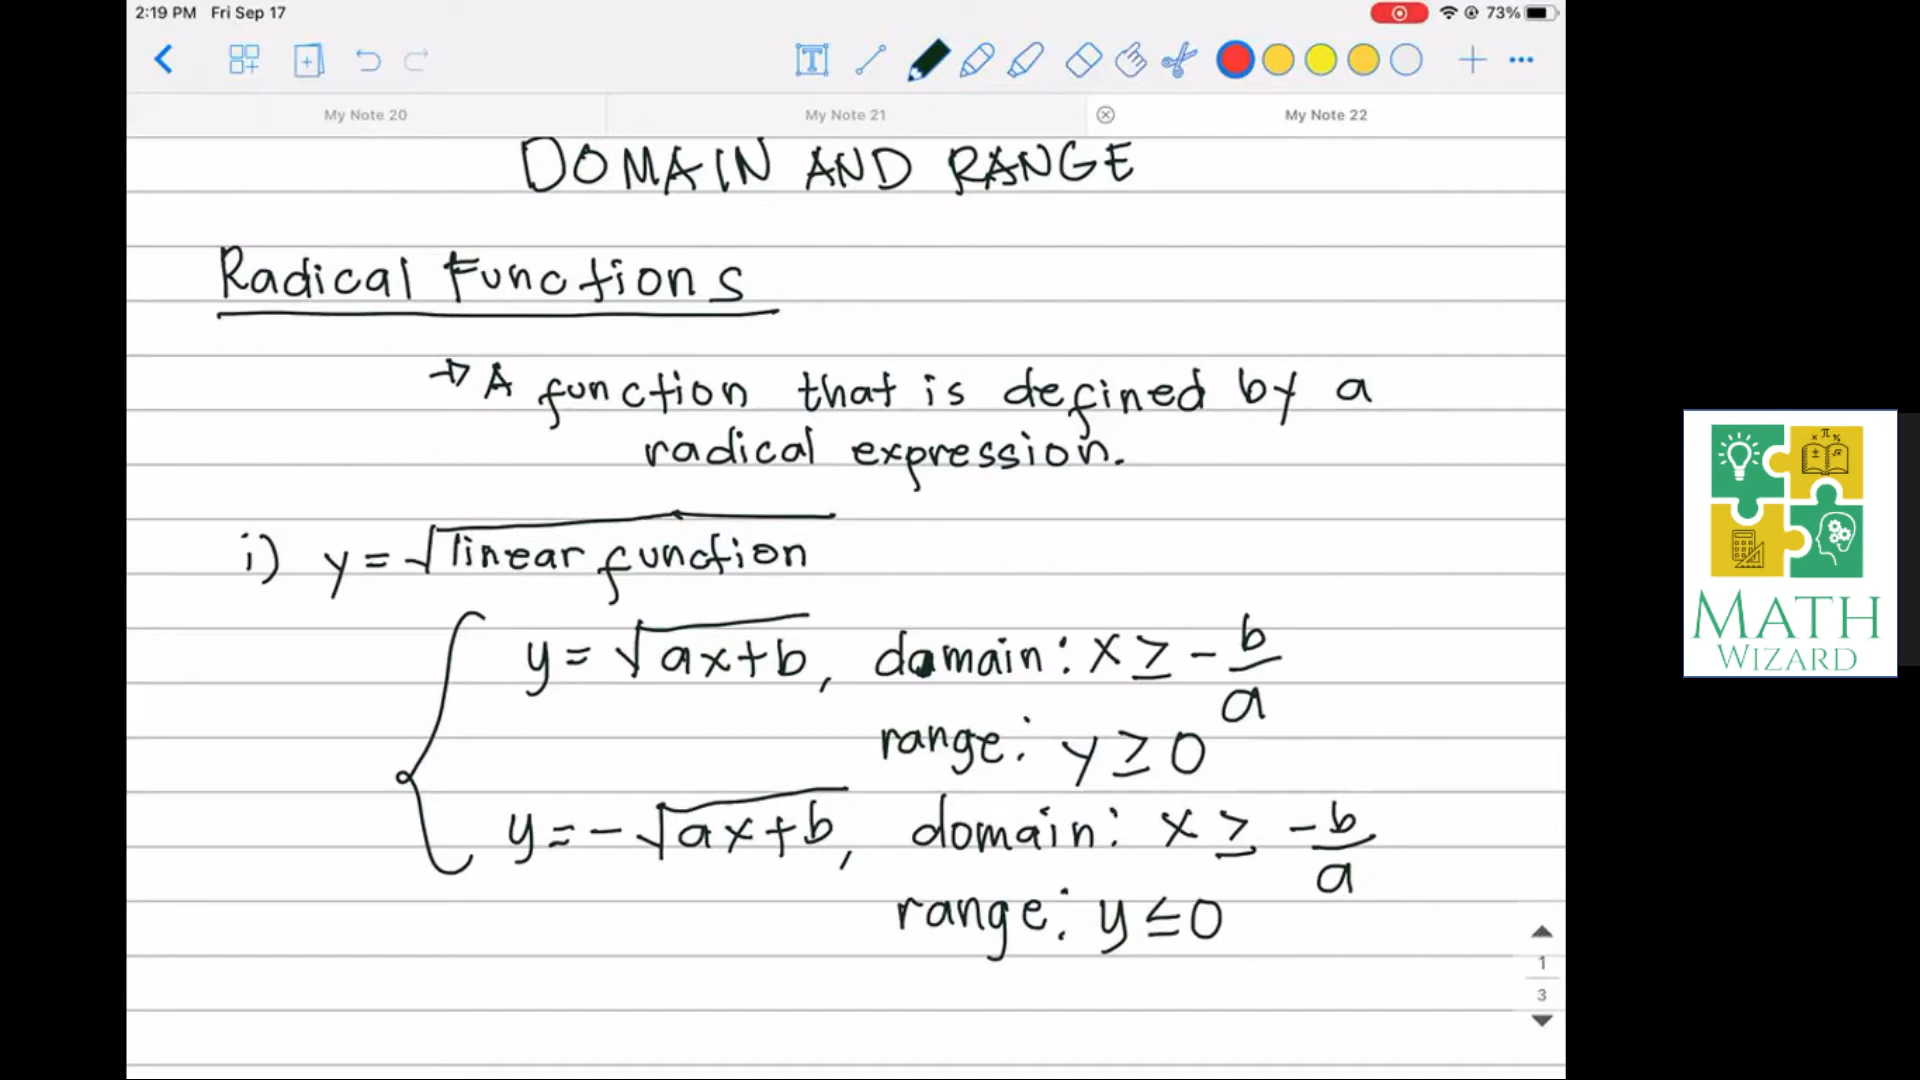 2:19 PM Fri Sep 17
73%
My Note 20
My Note 21
My Note 22
DOMAIN AND RANGE
Radical Functions
→ A function that is defined by a
radical expression.
i) y = √linear function
y = √ax+b, domain: x ≥ - b/a
range: y ≥ 0
y = -√ax+b, domain: x ≥ -b/a
range: y ≤ 0
1
3
MATH
WIZARD